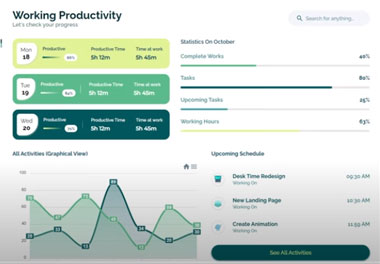 Working Productivity
Let's check your progress
Search for anything..
Mon
18
Productive
Productive Time
5h 12m
Time at work
5h 45m
Tue
19
Productive
Productive Time
5h 12m
Time at work
5h 45m
Wed
20
Productive
Productive Time
5h 12m
Time at work
5h 45m
Statistics On October
Complete Works 40%
Tasks 80%
Upcoming Tasks 25%
Working Hours 63%
All Activities (Graphical View)
100
80
60
40
20
0
Upcoming Schedule
Desk Time Redesign 09:30 AM
Working On
New Landing Page 10:30 AM
Working On
Create Animation 11:55 AM
Working On
See All Activities